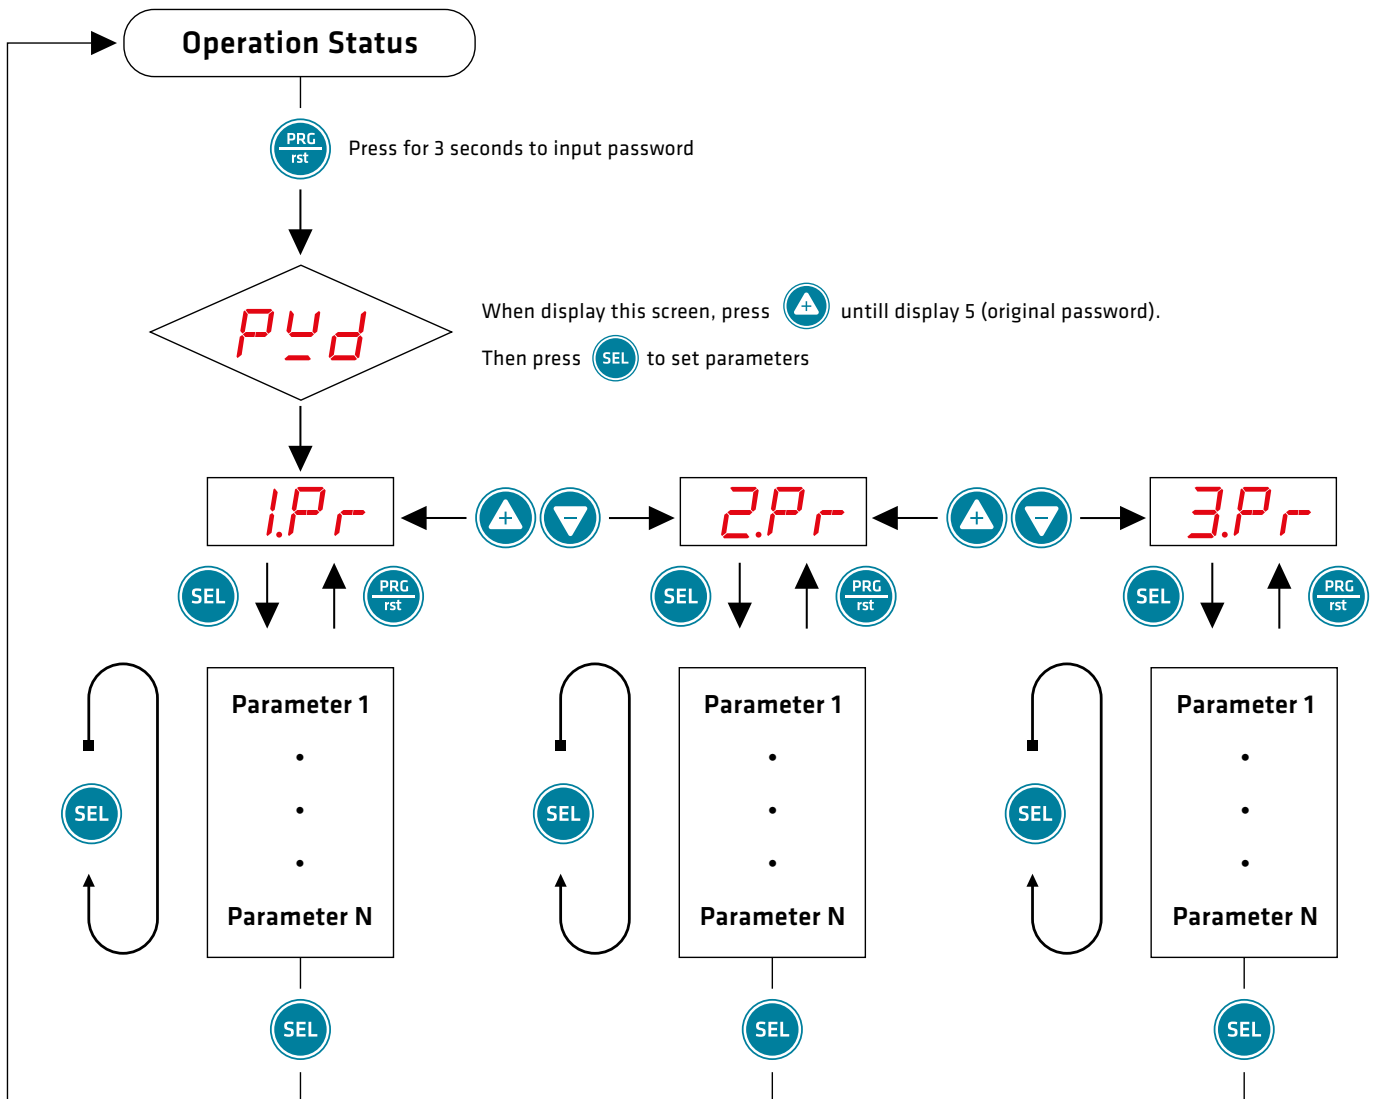 Operation Status
PRG
rst
Press for 3 seconds to input password
When display this screen, press + untill display 5 (original password).
Then press SEL to set parameters
1.Pr
+ −
2.Pr
+ −
3.Pr
SEL
PRG
rst
SEL
PRG
rst
SEL
PRG
rst
Parameter 1
Parameter 1
Parameter 1
SEL
SEL
SEL
Parameter N
Parameter N
Parameter N
SEL
SEL
SEL